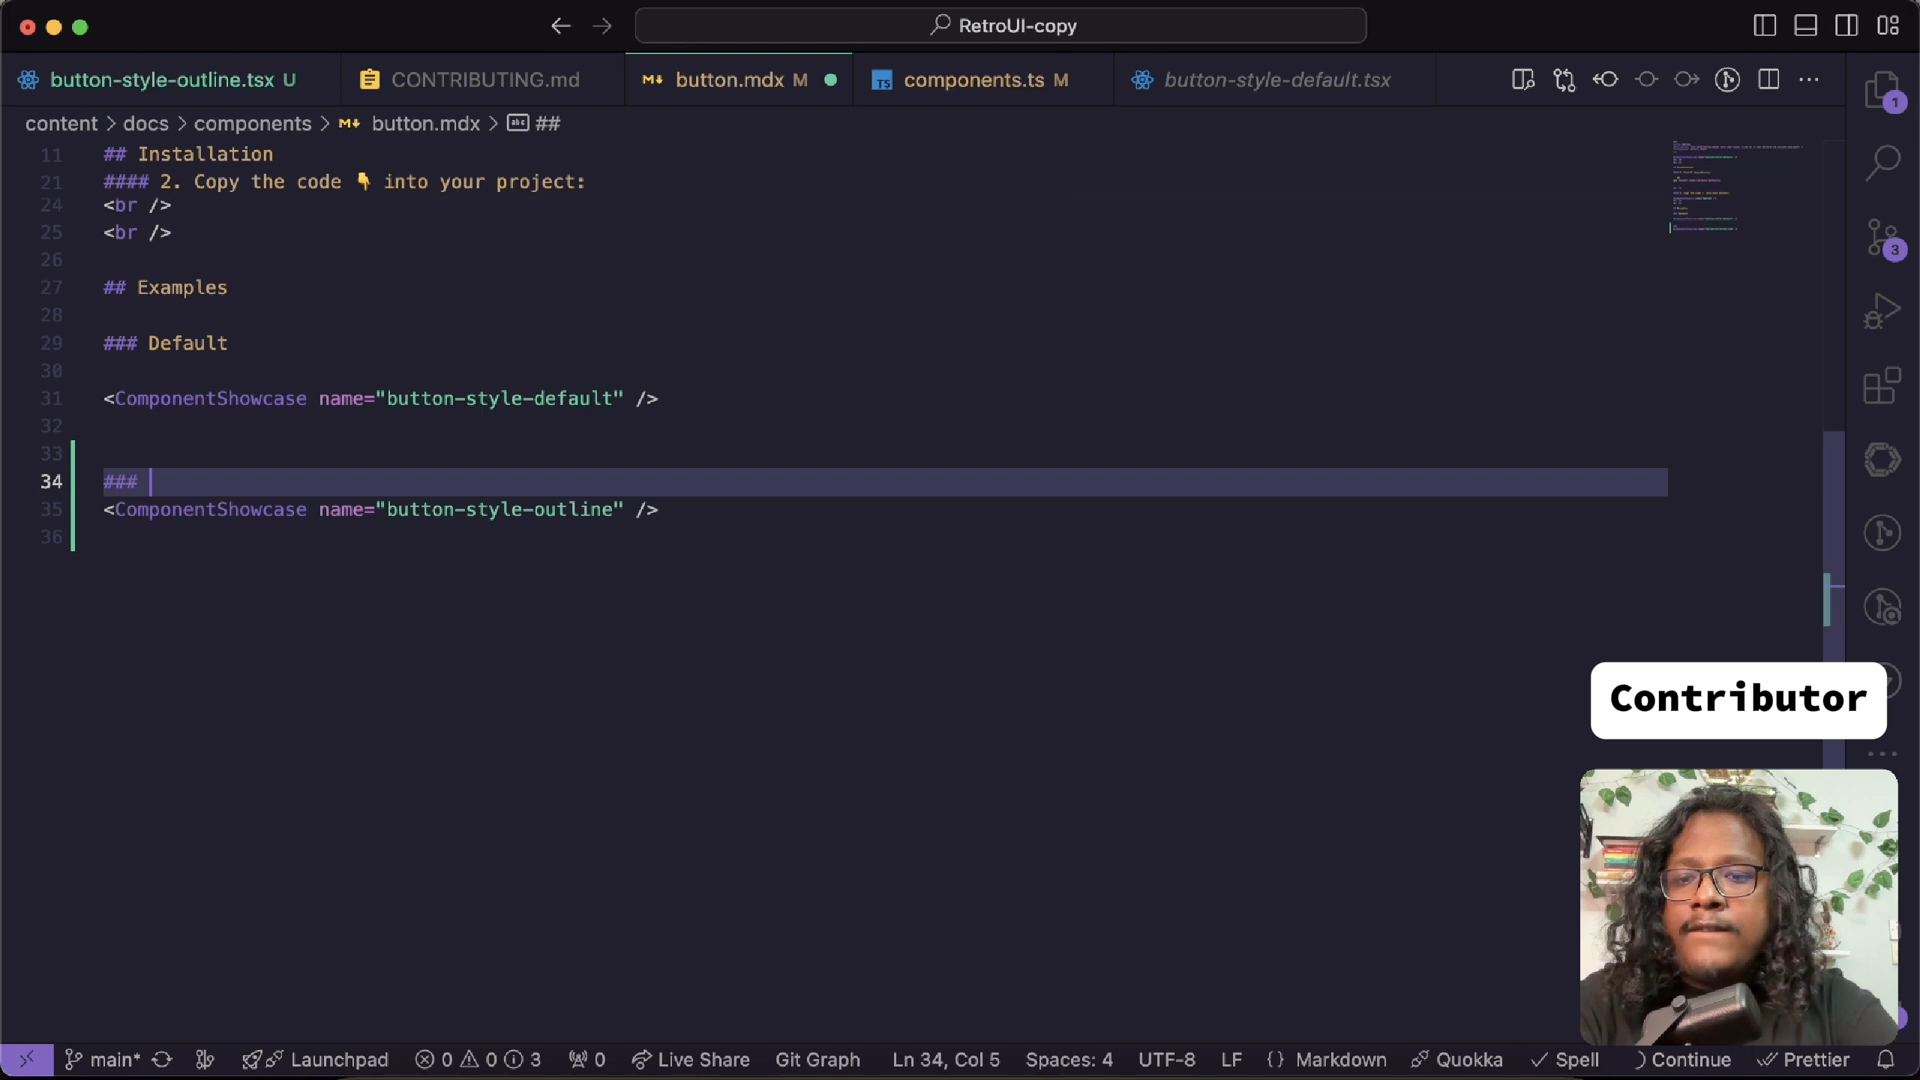 RetroUI-copy
button-style-outline.tsx U
CONTRIBUTING.md
button.mdx M
TS components.ts M
button-style-default.tsx
content > docs > components > button.mdx > abc ##
11 ## Installation
21 #### 2. Copy the code 👇 into your project:
24 <br />
25 <br />
26
27 ## Examples
28
29 ### Default
30
31 <ComponentShowcase name="button-style-default" />
32
33
34 ###
35 <ComponentShowcase name="button-style-outline" />
36
1
3
Contributor
main* Launchpad 0 0 3 0 Live Share Git Graph Ln 34, Col 5 Spaces: 4 UTF-8 LF {} Markdown Quokka Spell Continue Prettier